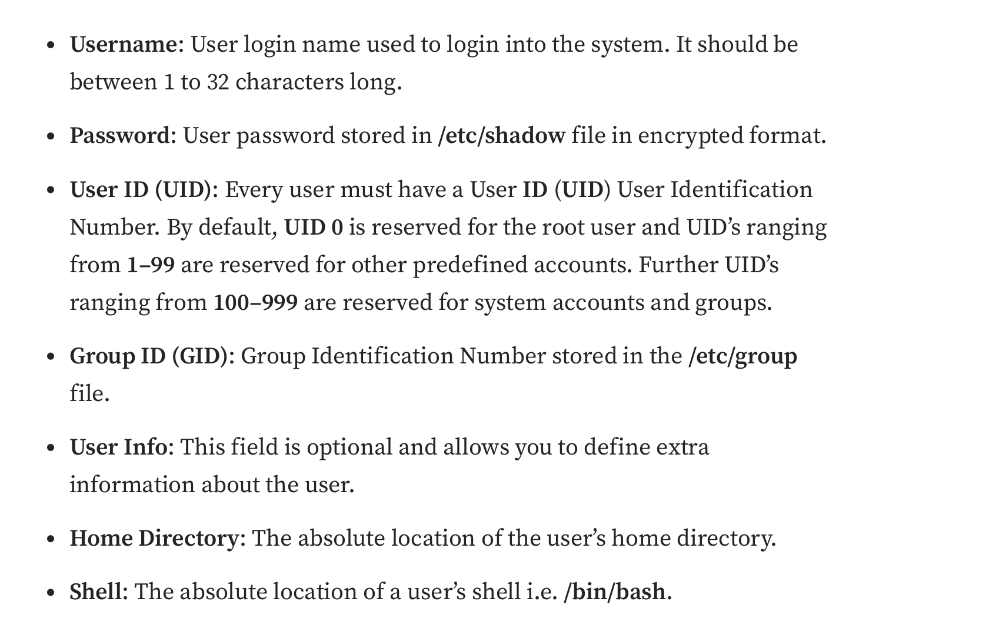 • Username: User login name used to login into the system. It should be
between 1 to 32 characters long.
• Password: User password stored in /etc/shadow file in encrypted format.
• User ID (UID): Every user must have a User ID (UID) User Identification
Number. By default, UID 0 is reserved for the root user and UID’s ranging
from 1–99 are reserved for other predefined accounts. Further UID’s
ranging from 100–999 are reserved for system accounts and groups.
• Group ID (GID): Group Identification Number stored in the /etc/group
file.
• User Info: This field is optional and allows you to define extra
information about the user.
• Home Directory: The absolute location of the user’s home directory.
• Shell: The absolute location of a user’s shell i.e. /bin/bash.